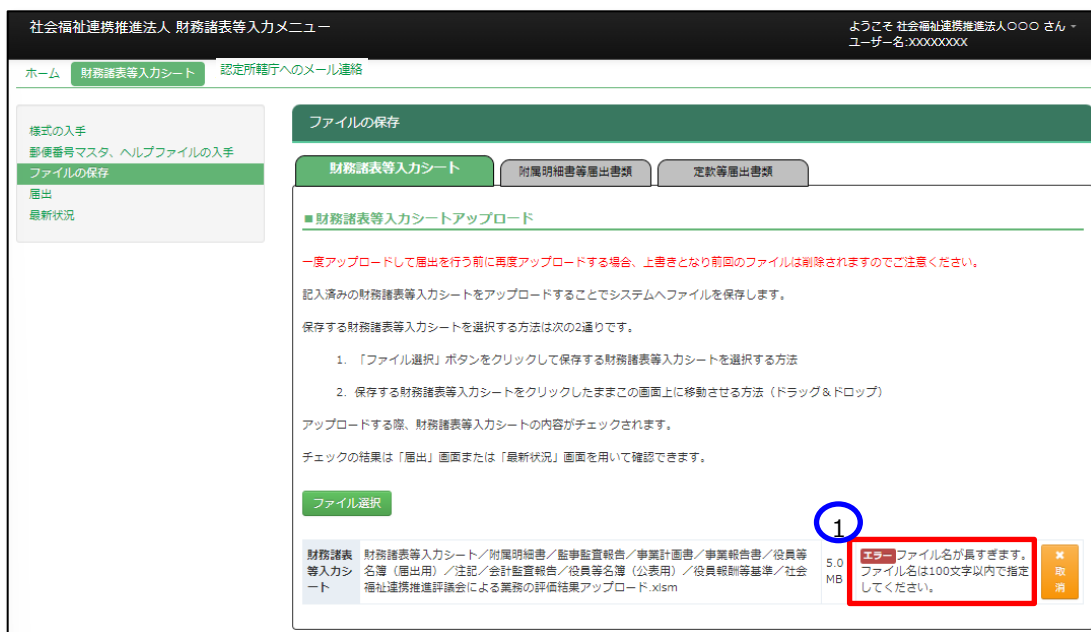 社会福祉連携推進法人 財務諸表等入力メニュー
ようこそ 社会福祉連携推進法人○○○ さん
ユーザー名:XXXXXXXX
ホーム
財務諸表等入力シート
認定所轄庁へのメール連絡
様式の入手
郵便番号マスタ、ヘルプファイルの入手
ファイルの保存
届出
最新状況
ファイルの保存
財務諸表等入力シート
附属明細書等届出書類
定款等届出書類
■財務諸表等入力シートアップロード
一度アップロードして届出を行う前に再度アップロードする場合、上書きとなり前回のファイルは削除されますのでご注意ください。
記入済みの財務諸表等入力シートをアップロードすることでシステムへファイルを保存します。
保存する財務諸表等入力シートを選択する方法は次の2通りです。
1. 「ファイル選択」ボタンをクリックして保存する財務諸表等入力シートを選択する方法
2. 保存する財務諸表等入力シートをクリックしたままこの画面上に移動させる方法（ドラッグ&ドロップ）
アップロードする際、財務諸表等入力シートの内容がチェックされます。
チェックの結果は「届出」画面または「最新状況」画面を用いて確認できます。
ファイル選択
1
財務諸表
等入力シ
ート
財務諸表等入力シート／附属明細書／監事監査報告／事業計画書／事業報告書／役員等
名簿（届出用）／注記／会計監査報告／役員等名簿（公表用）／役員報酬等基準／社会
福祉連携推進評議会による業務の評価結果アップロード.xlsm
5.0
MB
エラー ファイル名が長すぎます。
ファイル名は100文字以内で指定
してください。
✖
取
消